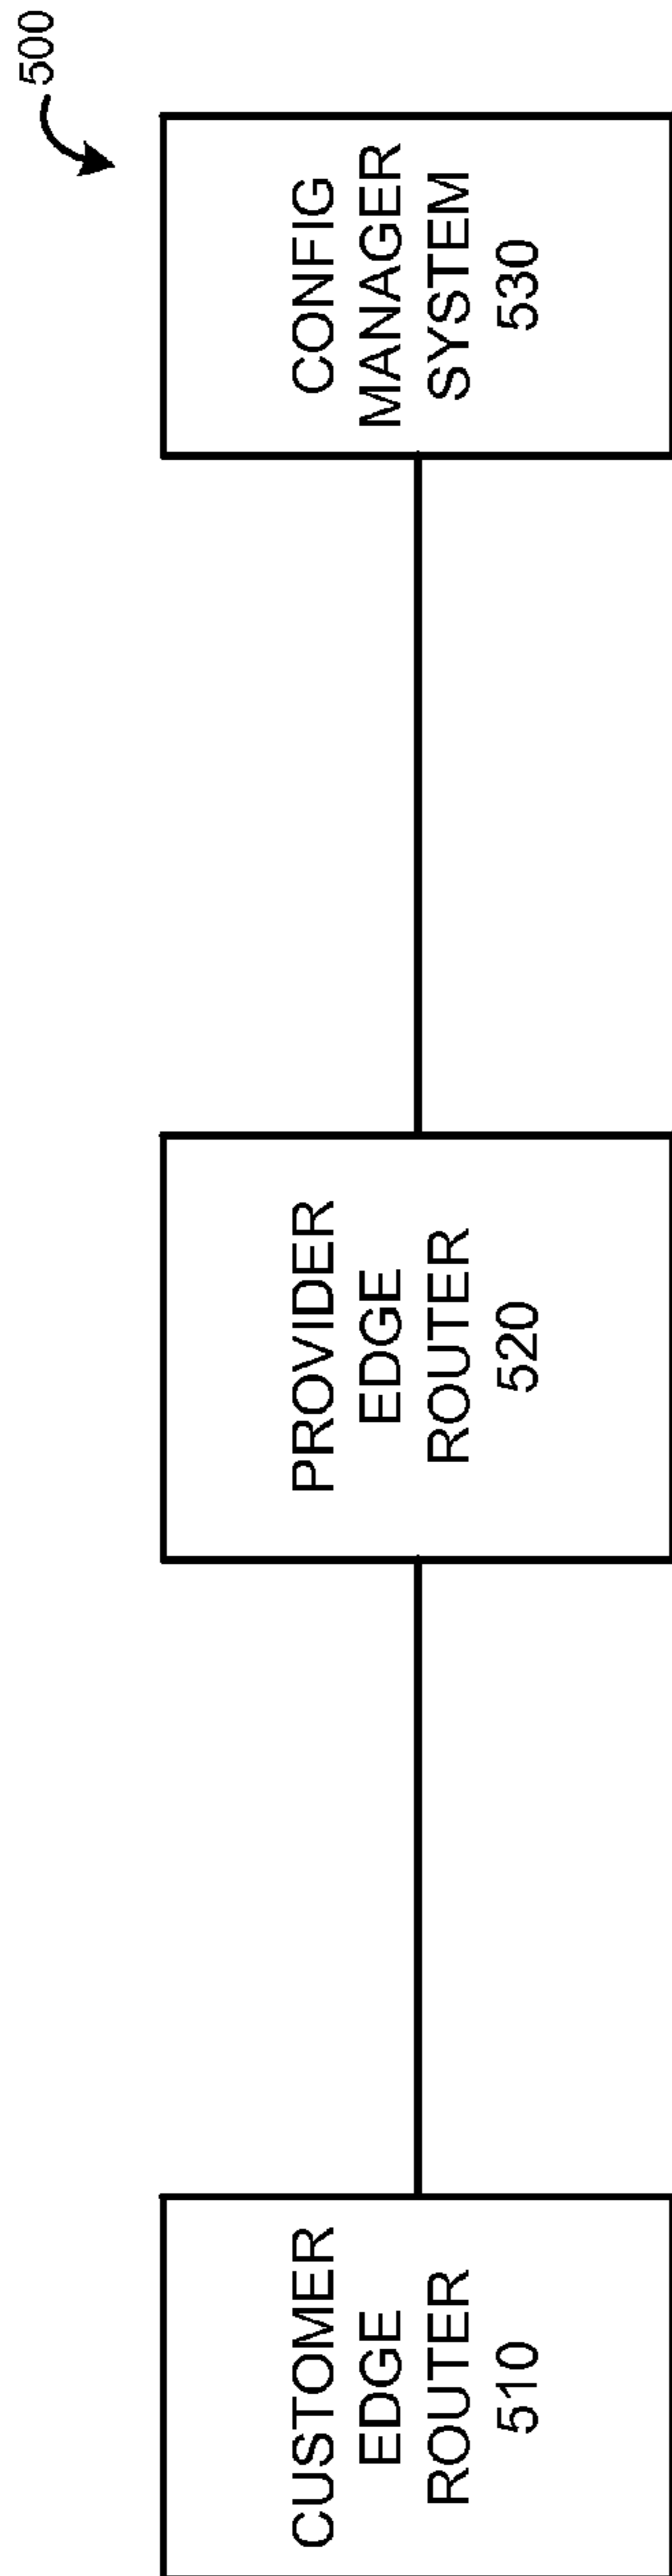 500
CUSTOMER
EDGE
ROUTER
510
PROVIDER
EDGE
ROUTER
520
CONFIG
MANAGER
SYSTEM
530